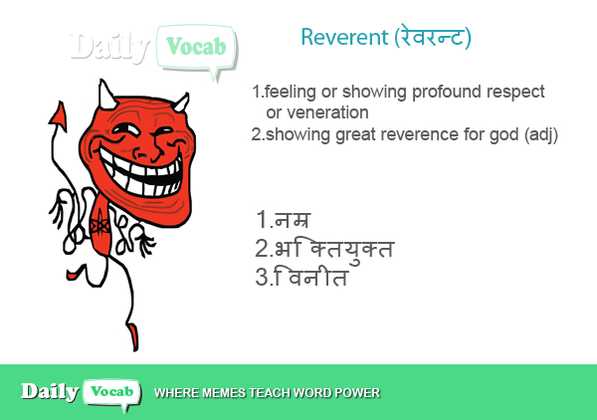 Daily Vocab
Reverent (रेवरन्ट)
1.feeling or showing profound respect
or veneration
2.showing great reverence for god (adj)
1.नम्र
2.भक्तियुक्त
3.विनीत
Daily Vocab WHERE MEMES TEACH WORD POWER